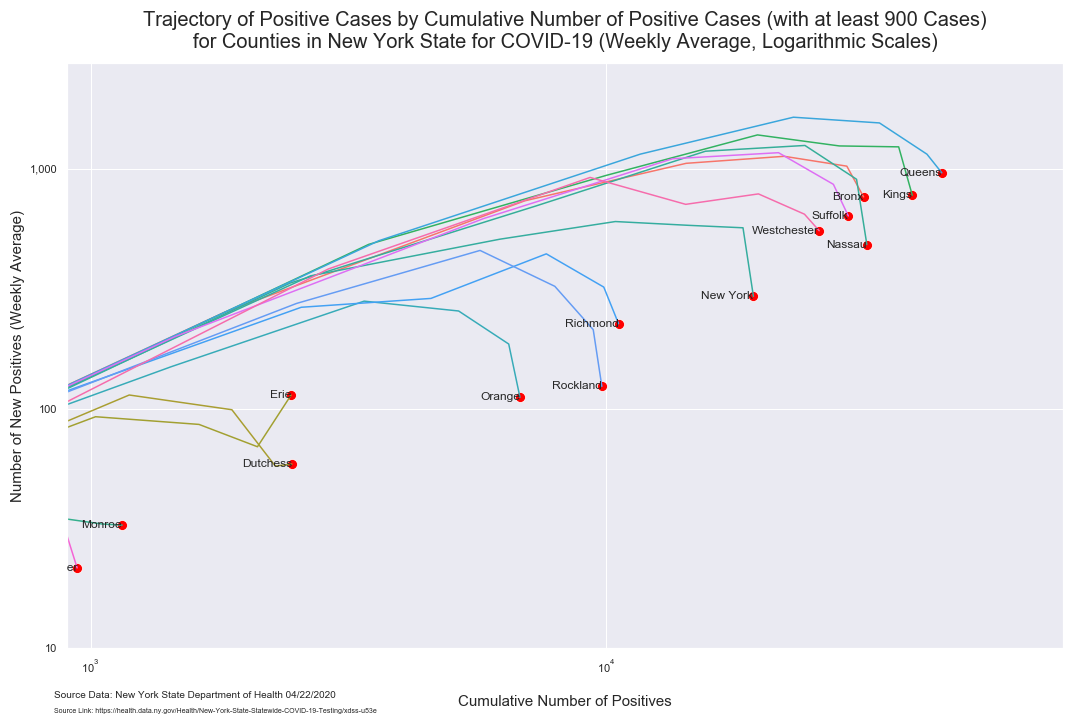 Trajectory of Positive Cases by Cumulative Number of Positive Cases (with at least 900 Cases)
for Counties in New York State for COVID-19 (Weekly Average, Logarithmic Scales)
Number of New Positives (Weekly Average)
1,000
100
10
Queens
Bronx
Kings
Suffolk
Westchester
Nassau
New York
Richmond
Rockland
Orange
Erie
Dutchess
Monroe
er
10³
10⁴
Cumulative Number of Positives
Source Data: New York State Department of Health 04/22/2020
Source Link: https://health.data.ny.gov/Health/New-York-State-Statewide-COVID-19-Testing/xdss-u53e